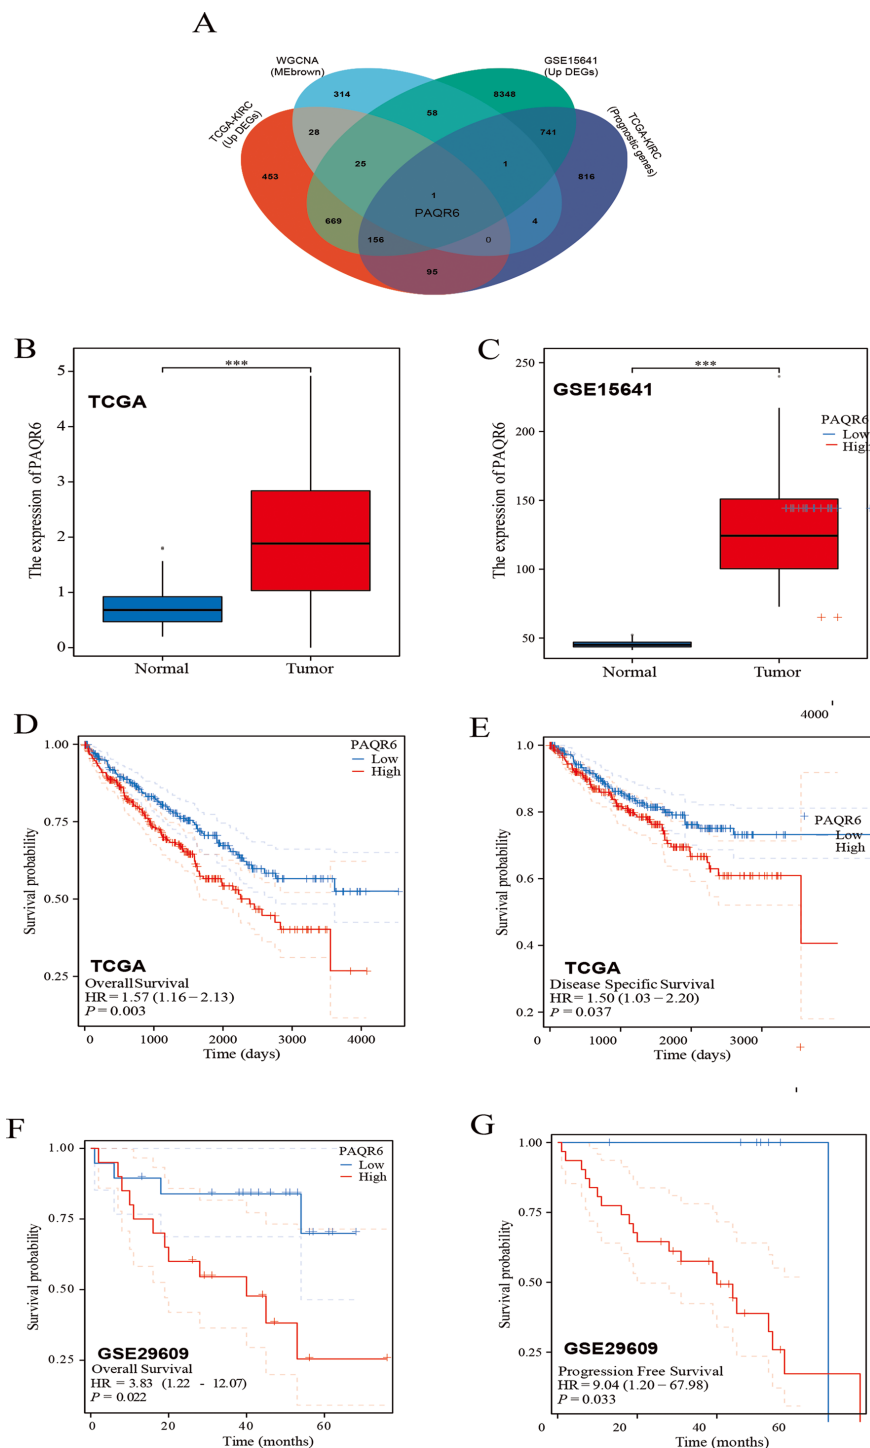 A
WGCNA
(MEbrown)
GSE15641
(Up DEGs)
TCGA-KIRC
(Up DEGs)
TCGA-KIRC
(Prognostic genes)
314
8348
28
58
741
453
25
1
816
1
PAQR6
669
4
156
0
95
B
The expression of PAQR6
5
4
3
2
1
0
***
TCGA
Normal
Tumor
C
The expression of PAQR6
250
200
150
100
50
***
GSE15641
PAQR6
Low
High
Normal
Tumor
4000
D
Survival probability
1.00
0.75
0.50
0.25
PAQR6
Low
High
TCGA
Overall Survival
HR = 1.57 (1.16 – 2.13)
P = 0.003
0 1000 2000 3000 4000
Time (days)
E
Survival probability
1.0
0.8
0.6
0.4
0.2
PAQR6
Low
High
TCGA
Disease Specific Survival
HR = 1.50 (1.03 – 2.20)
P = 0.037
0 1000 2000 3000
Time (days)
F
Survival probability
1.00
0.75
0.50
0.25
PAQR6
Low
High
GSE29609
Overall Survival
HR = 3.83 (1.22 - 12.07)
P = 0.022
0 20 40 60
Time (months)
G
Survival probability
1.00
0.75
0.50
0.25
GSE29609
Progression Free Survival
HR = 9.04 (1.20 – 67.98)
P = 0.033
0 20 40 60
Time (months)